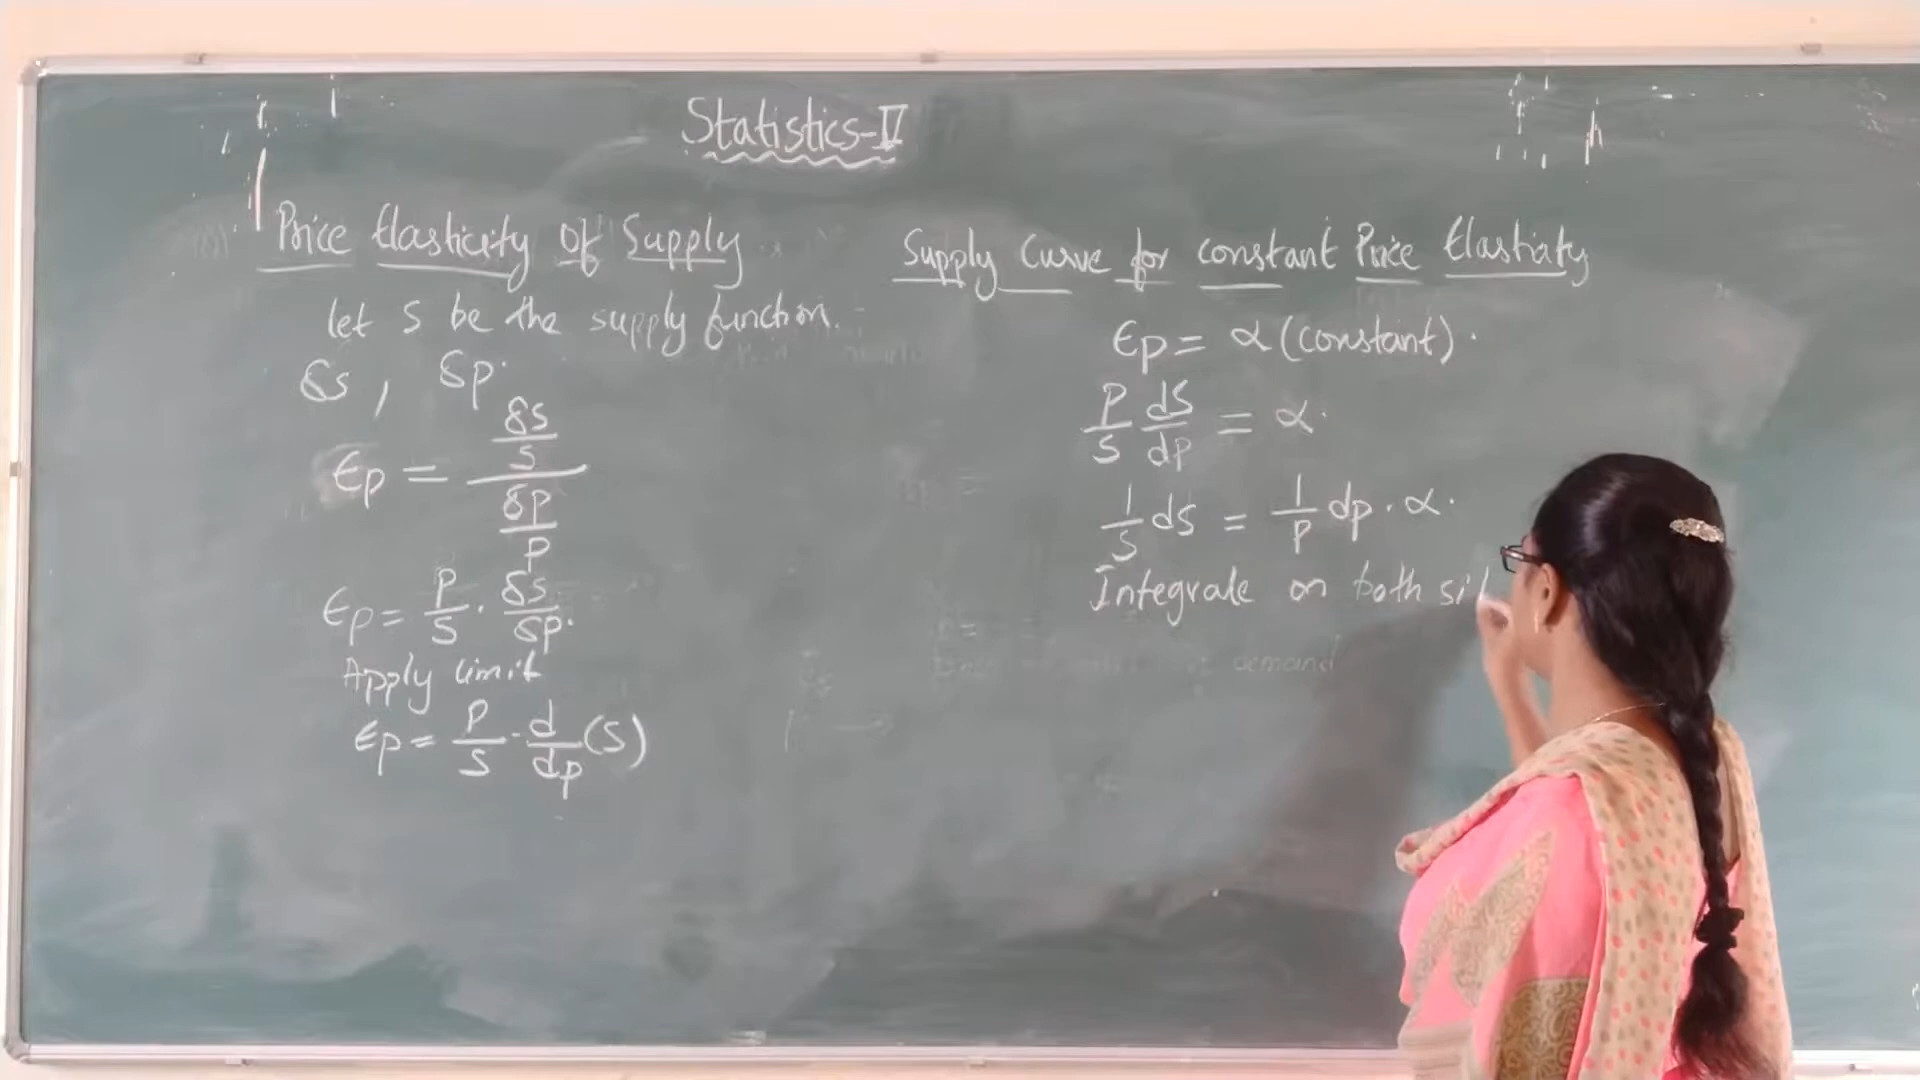 Statistics-IV
Price Elasticity Of Supply
let S be the supply function.
δs, δp.
εp = (δs/s)/(δp/p)
εp = p/s · δs/δp.
Apply limit
εp = p/s · d/dp (s)
Supply Curve for constant Price Elasticity
εp = α (constant).
p/s ds/dp = α.
1/s ds = 1/p dp · α.
Integrate on both
demand